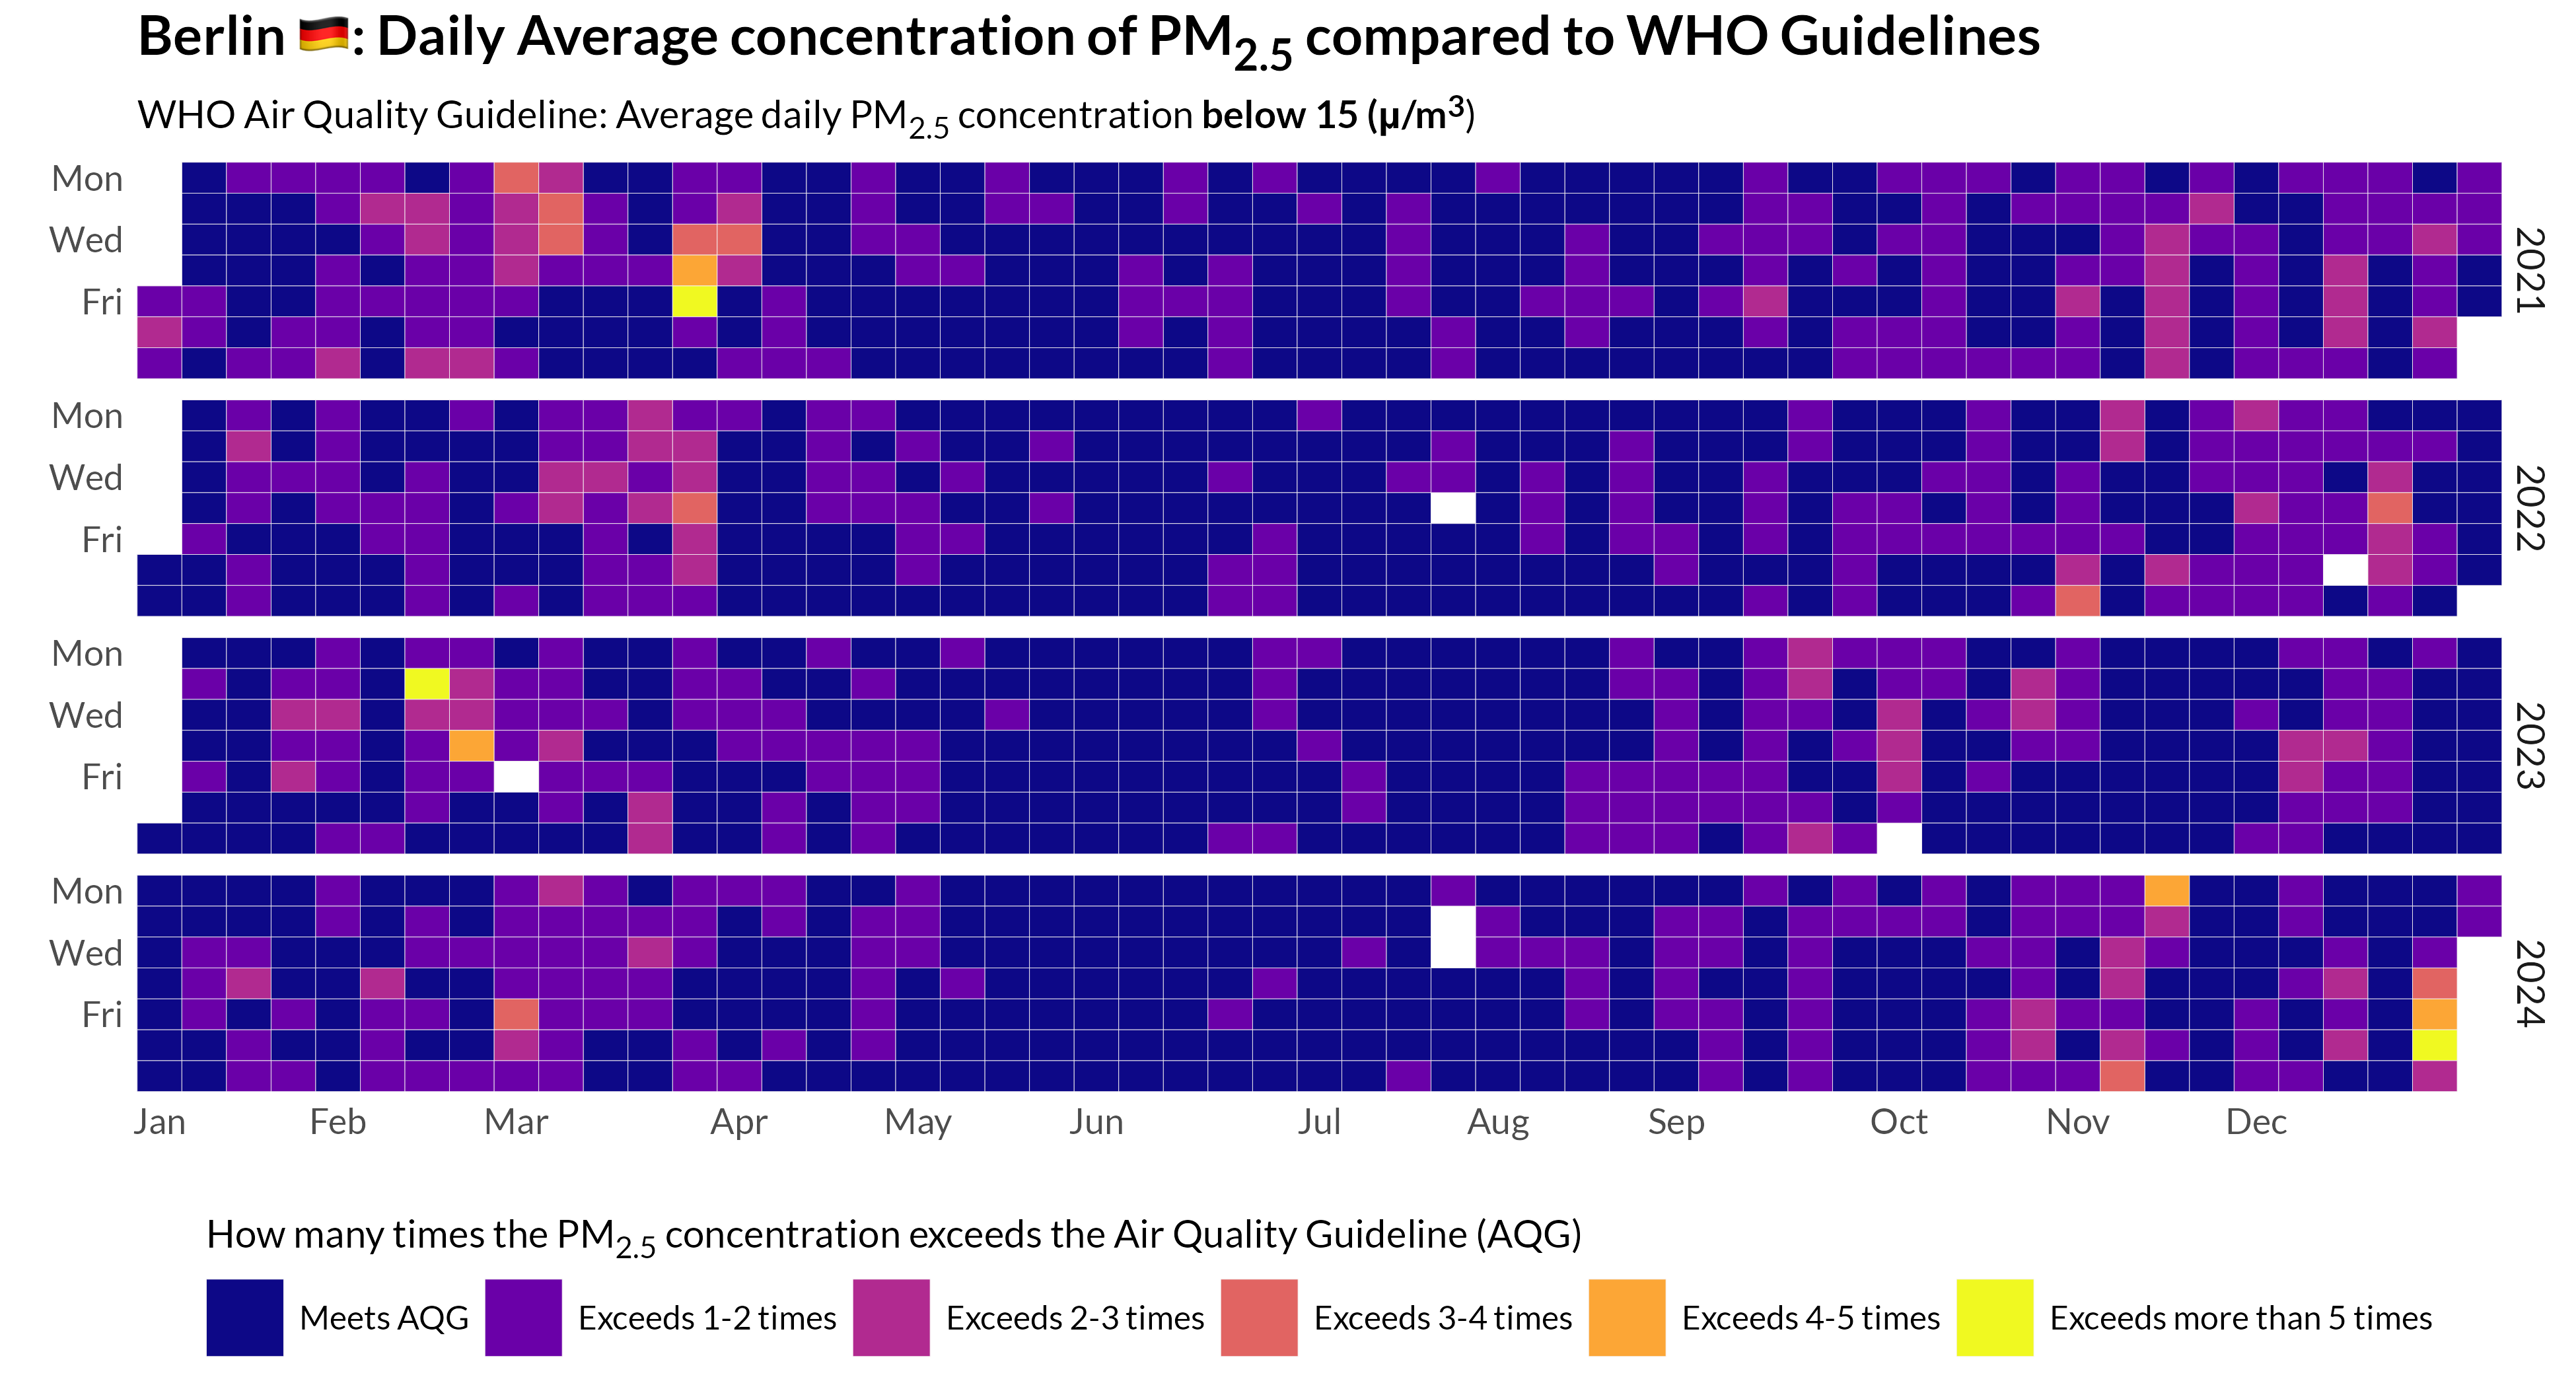 Berlin 🇩🇪: Daily Average concentration of PM2.5 compared to WHO Guidelines
WHO Air Quality Guideline: Average daily PM2.5 concentration below 15 (µ/m³)
Mon
Wed
Fri
2021
Mon
Wed
Fri
2022
Mon
Wed
Fri
2023
Mon
Wed
Fri
2024
Jan Feb Mar Apr May Jun Jul Aug Sep Oct Nov Dec
How many times the PM2.5 concentration exceeds the Air Quality Guideline (AQG)
Meets AQG Exceeds 1-2 times Exceeds 2-3 times Exceeds 3-4 times Exceeds 4-5 times Exceeds more than 5 times